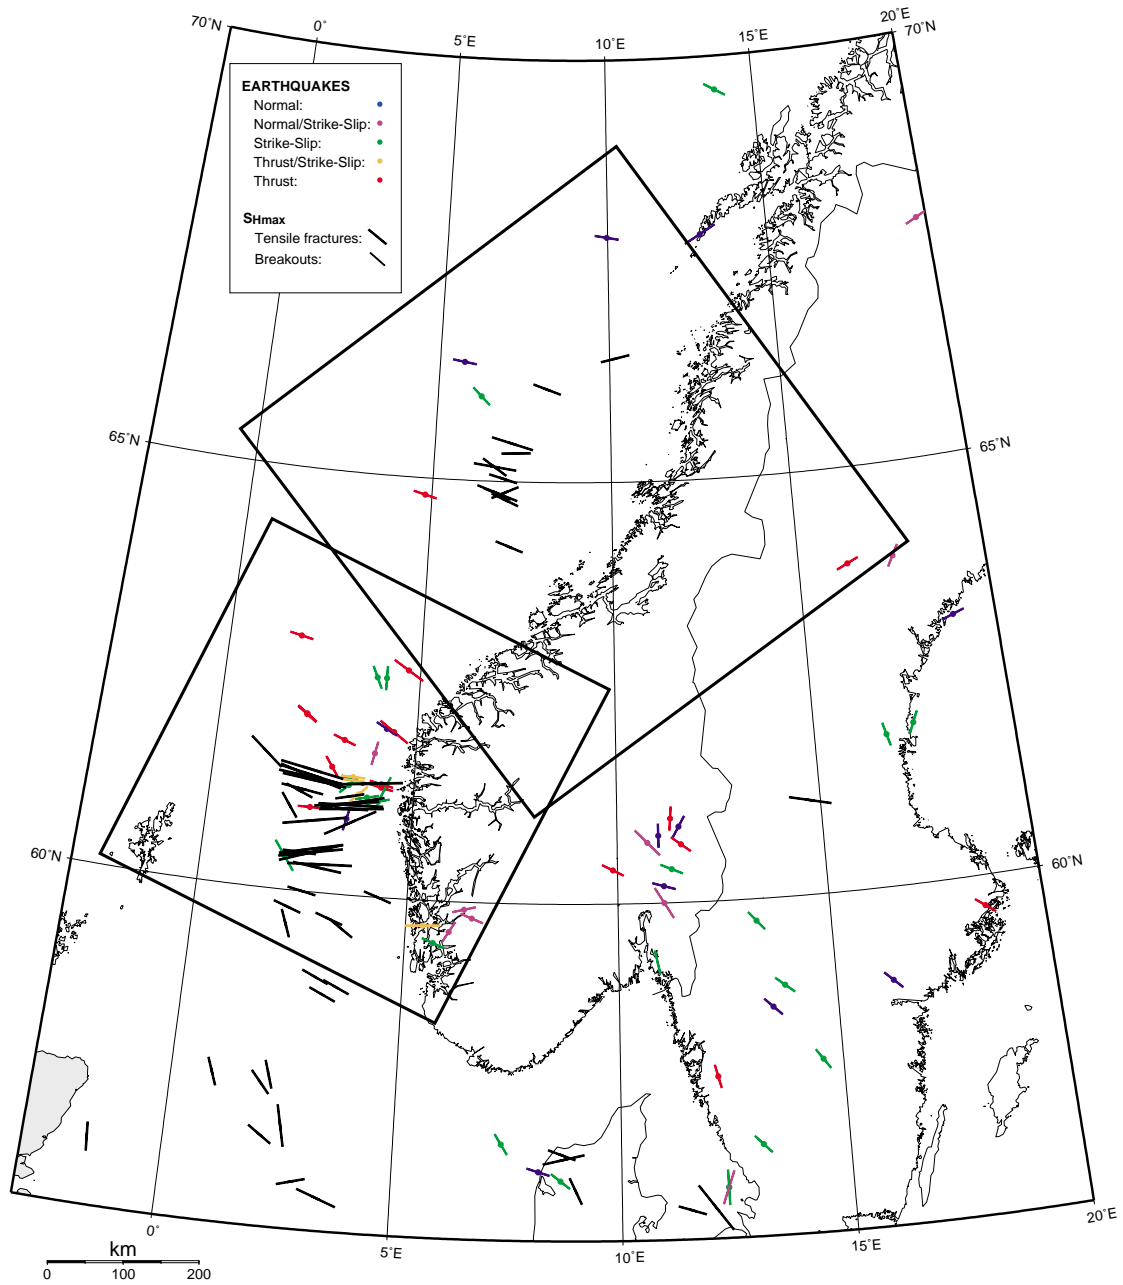 20˚E
70˚N
0˚
70˚N
5˚E
10˚E
15˚E
EARTHQUAKES
Normal:
Normal/Strike-Slip:
Strike-Slip:
Thrust/Strike-Slip:
Thrust:
SHmax
Tensile fractures:
Breakouts:
65˚N
65˚N
60˚N
60˚N
0˚
5˚E
10˚E
15˚E
20˚E
km
0 100 200